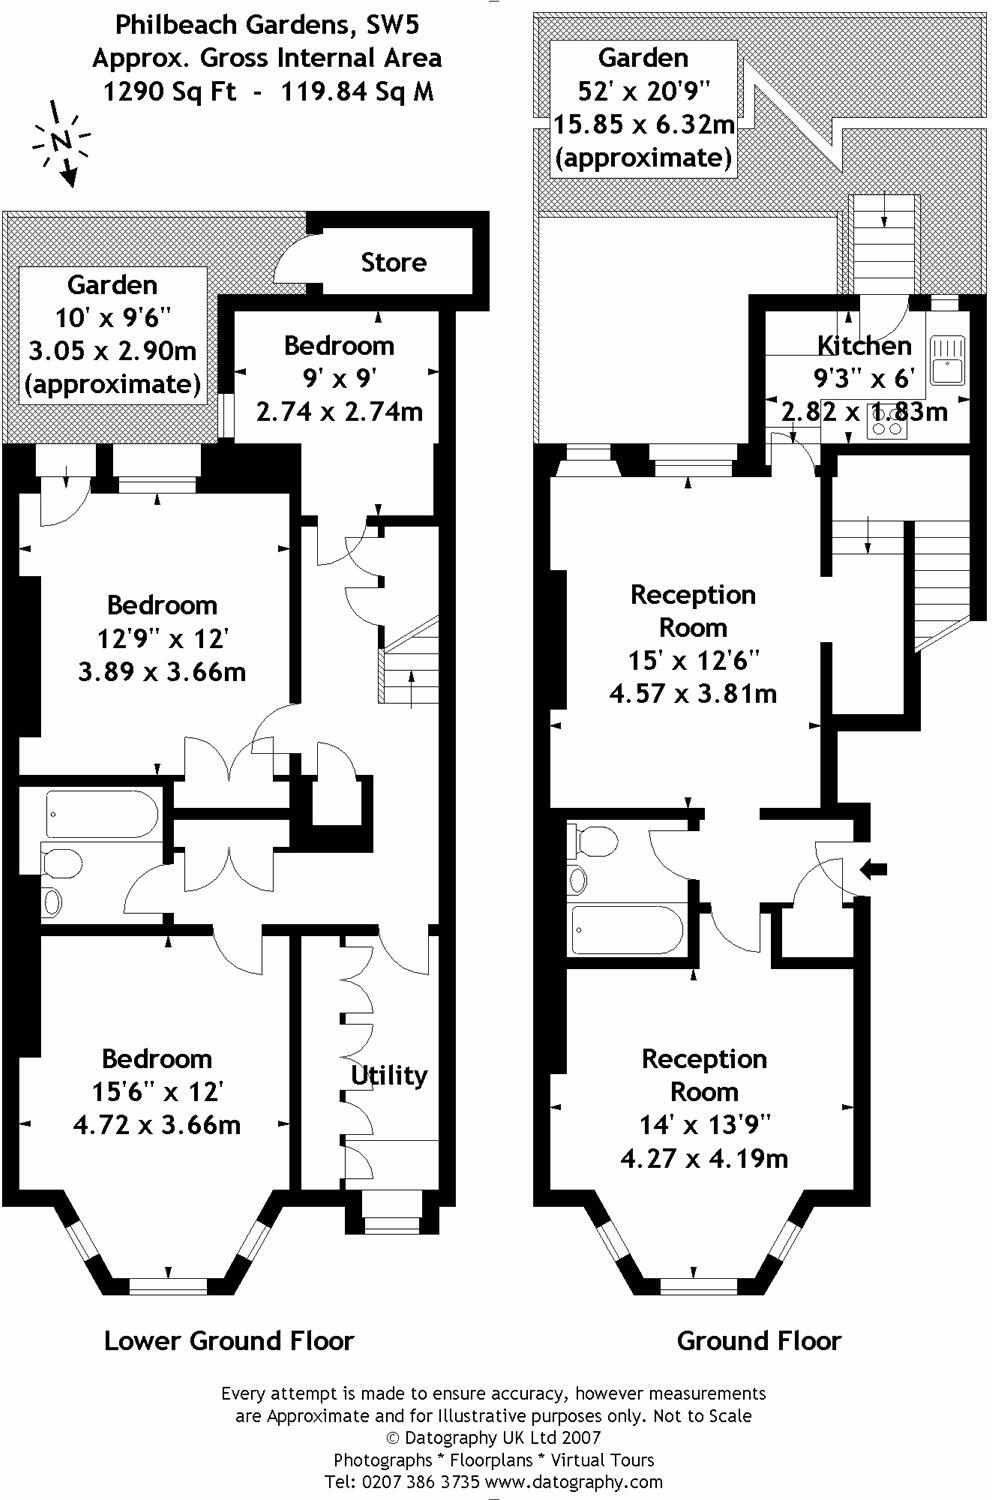 Philbeach Gardens, SW5
Approx. Gross Internal Area
1290 Sq Ft - 119.84 Sq M
N
Garden
52' x 20'9"
15.85 x 6.32m
(approximate)
Store
Garden
10' x 9'6"
3.05 x 2.90m
(approximate)
Bedroom
9' x 9'
2.74 x 2.74m
Kitchen
9'3" x 6'
2.82 x 1.83m
Bedroom
12'9" x 12'
3.89 x 3.66m
Reception
Room
15' x 12'6"
4.57 x 3.81m
Bedroom
15'6" x 12'
4.72 x 3.66m
Utility
Reception
Room
14' x 13'9"
4.27 x 4.19m
Lower Ground Floor
Ground Floor
Every attempt is made to ensure accuracy, however measurements
are Approximate and for Illustrative purposes only. Not to Scale
© Datography UK Ltd 2007
Photographs * Floorplans * Virtual Tours
Tel: 0207 386 3735 www.datography.com